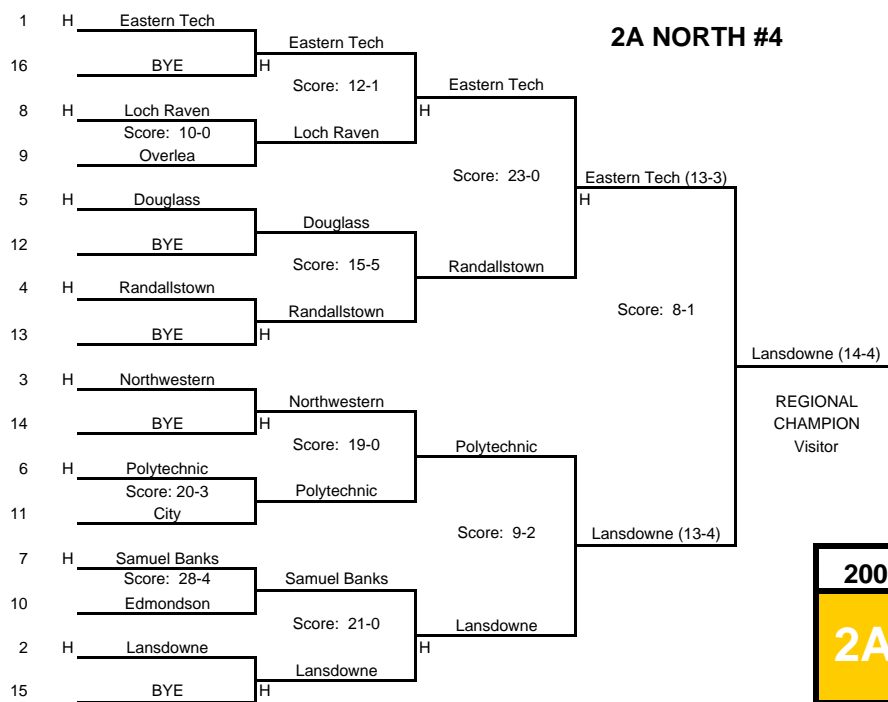 2A NORTH #4
1 H Eastern Tech
16 BYE H
Eastern Tech
Score: 12-1
8 H Loch Raven
Score: 10-0
9 Overlea
Loch Raven
Eastern Tech
H
Score: 23-0
5 H Douglass
12 BYE
Douglass
Score: 15-5
4 H Randallstown
13 BYE H
Randallstown
Randallstown
Eastern Tech (13-3)
H
Score: 8-1
3 H Northwestern
14 BYE H
Northwestern
Score: 19-0
6 H Polytechnic
Score: 20-3
11 City
Polytechnic
Polytechnic
Score: 9-2
7 H Samuel Banks
Score: 28-4
10 Edmondson
Samuel Banks
Score: 21-0
2 H Lansdowne
15 BYE H
Lansdowne
Lansdowne
H
Lansdowne (13-4)
Lansdowne (14-4)
REGIONAL
CHAMPION
Visitor
200
2A